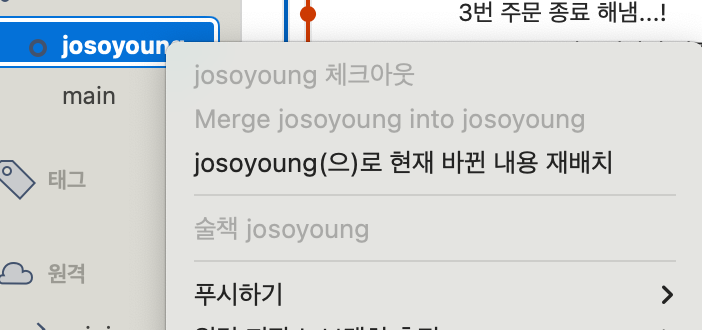 3번 주문 종료 해냄...!
josoyoung
main
태그
원격
josoyoung 체크아웃
Merge josoyoung into josoyoung
josoyoung(으)로 현재 바뀐 내용 재배치
술책 josoyoung
푸시하기